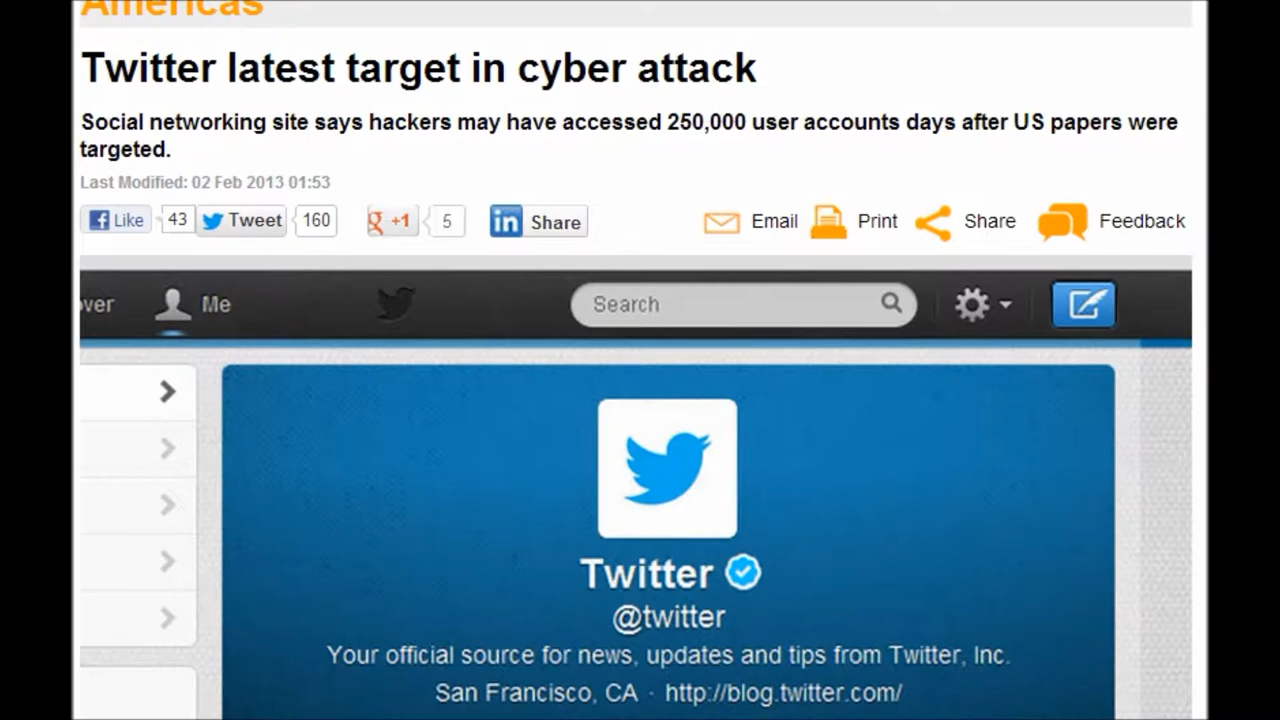 Americas
Twitter latest target in cyber attack
Social networking site says hackers may have accessed 250,000 user accounts days after US papers were
targeted.
Last Modified: 02 Feb 2013 01:53
Like 43 Tweet 160 +1 5 in Share Email Print Share Feedback
Me Search
Twitter
@twitter
Your official source for news, updates and tips from Twitter, Inc.
San Francisco, CA · http://blog.twitter.com/